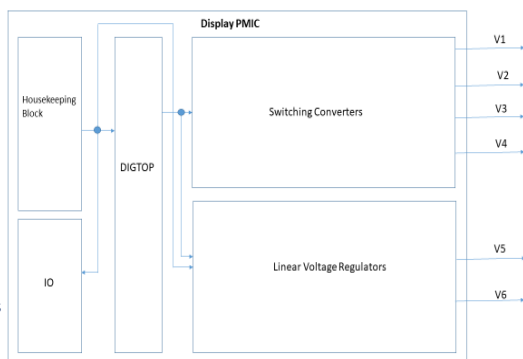 Display PMIC
Housekeeping
Block
DIGTOP
IO
Switching Converters
Linear Voltage Regulators
V1
V2
V3
V4
V5
V6